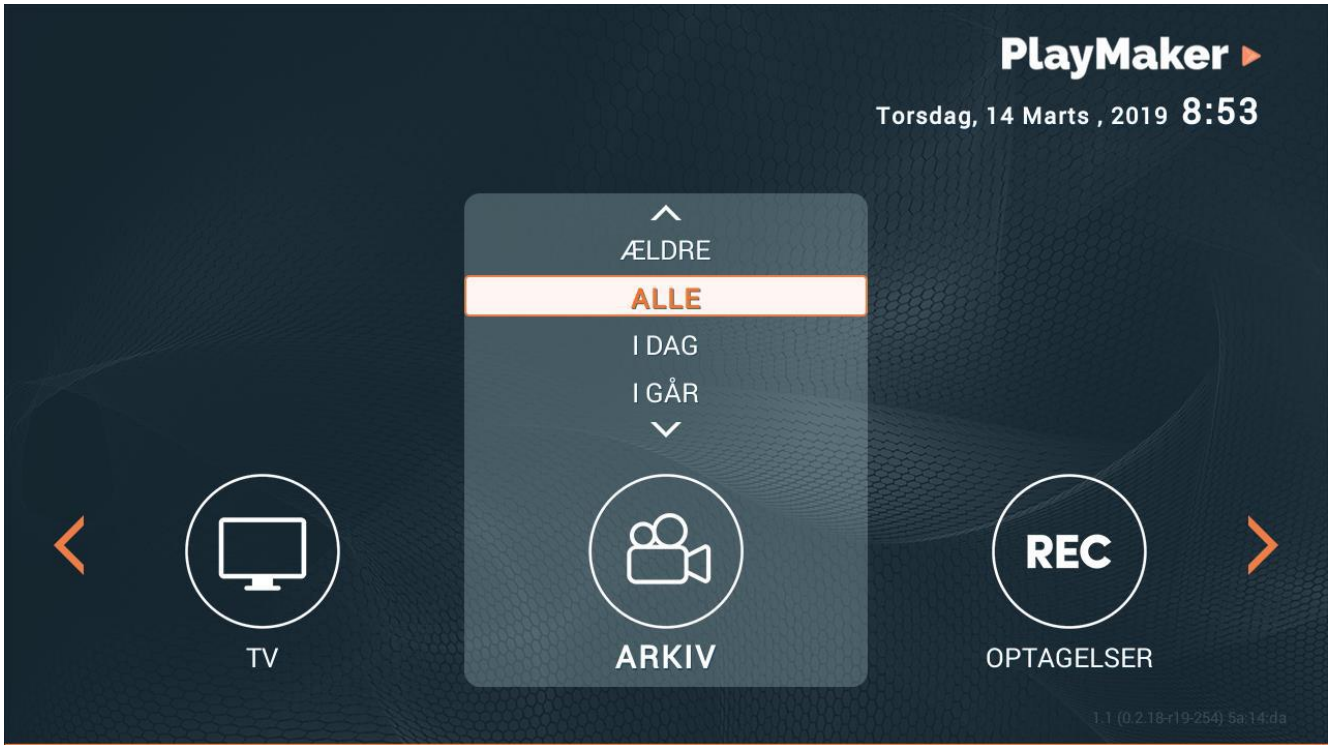 PlayMaker
Torsdag, 14 Marts , 2019 8:53
ÆLDRE
ALLE
I DAG
I GÅR
TV
ARKIV
REC
OPTAGELSER
1.1 (0.2.18-r19-254) 5a:14:da